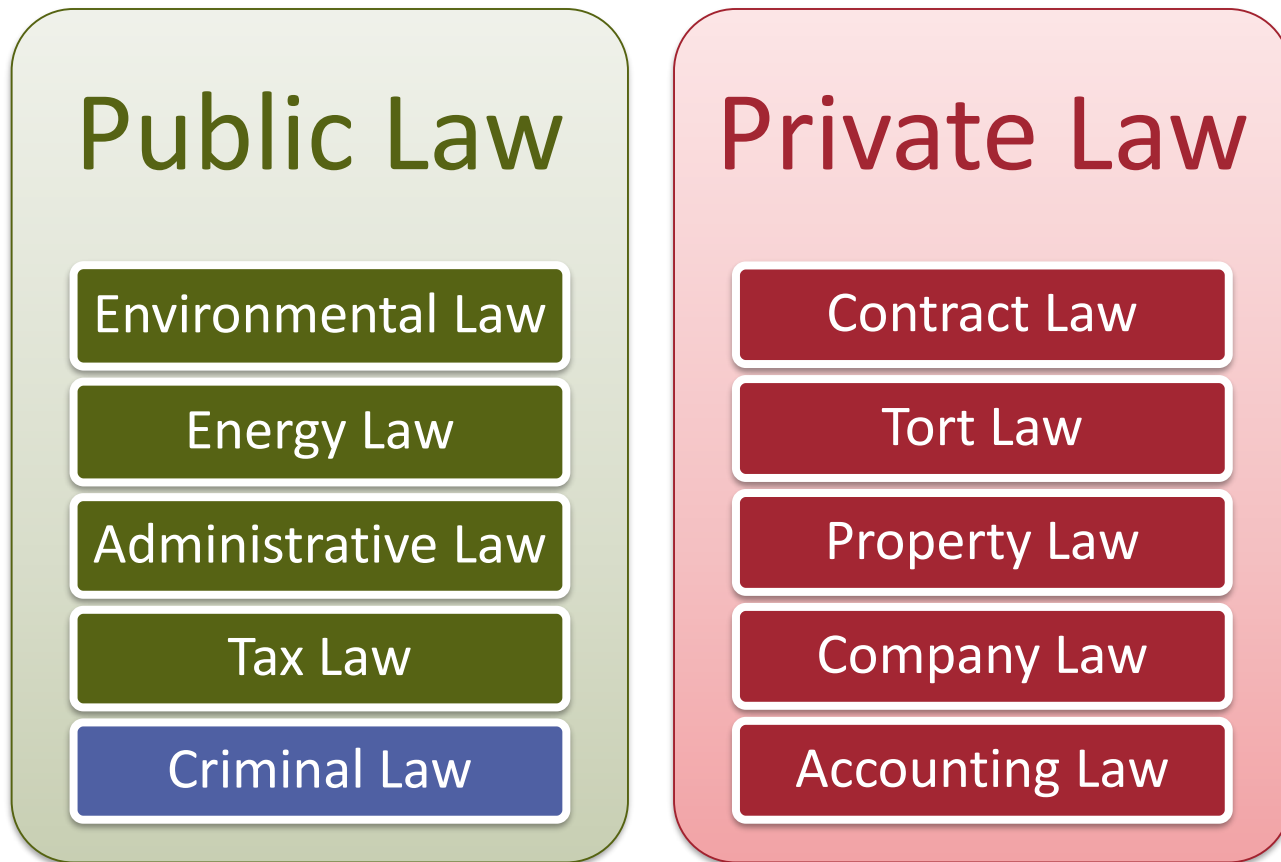 Public Law
Environmental Law
Energy Law
Administrative Law
Tax Law
Criminal Law
Private Law
Contract Law
Tort Law
Property Law
Company Law
Accounting Law